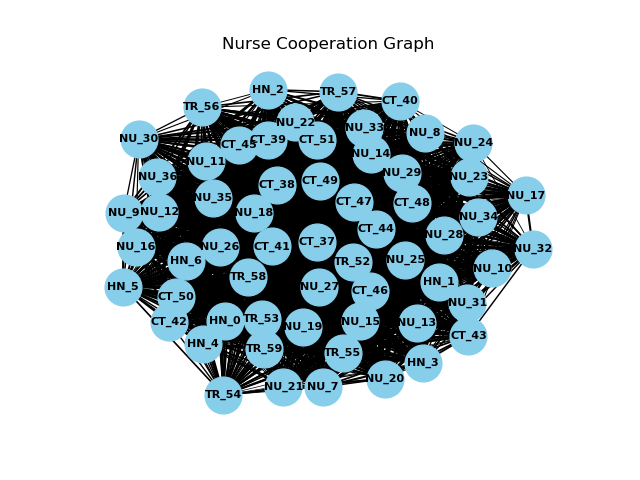 Nurse Cooperation Graph
HN_2
TR_57
CT_40
TR_56
NU_22
NU_33
NU_8
NU_30
CT_45
CT_39
CT_51
NU_24
NU_14
NU_11
NU_29
NU_36
NU_23
CT_38
CT_49
NU_17
NU_35
CT_47
CT_48
NU_9
NU_12
NU_18
NU_34
CT_44
NU_28
NU_16
NU_26
CT_41
CT_37
NU_32
HN_6
TR_52
NU_25
NU_10
TR_58
HN_1
HN_5
NU_27
CT_46
CT_50
NU_31
CT_42
HN_0
TR_53
NU_19
NU_15
NU_13
CT_43
HN_4
TR_59
TR_55
HN_3
NU_20
TR_54
NU_21
NU_7